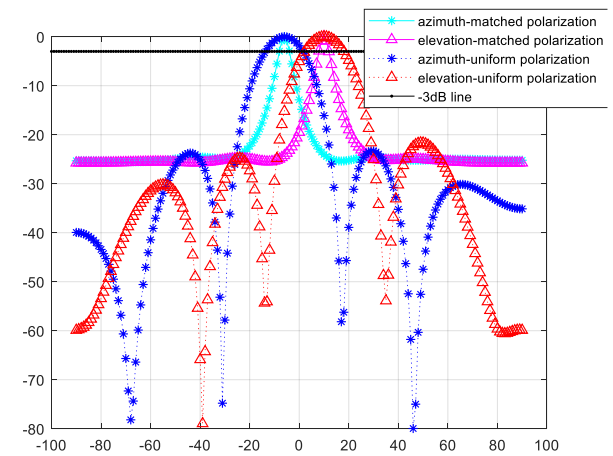 azimuth-matched polarization
elevation-matched polarization
azimuth-uniform polarization
elevation-uniform polarization
-3dB line
0
-10
-20
-30
-40
-50
-60
-70
-80
-100 -80 -60 -40 -20 0 20 40 60 80 100